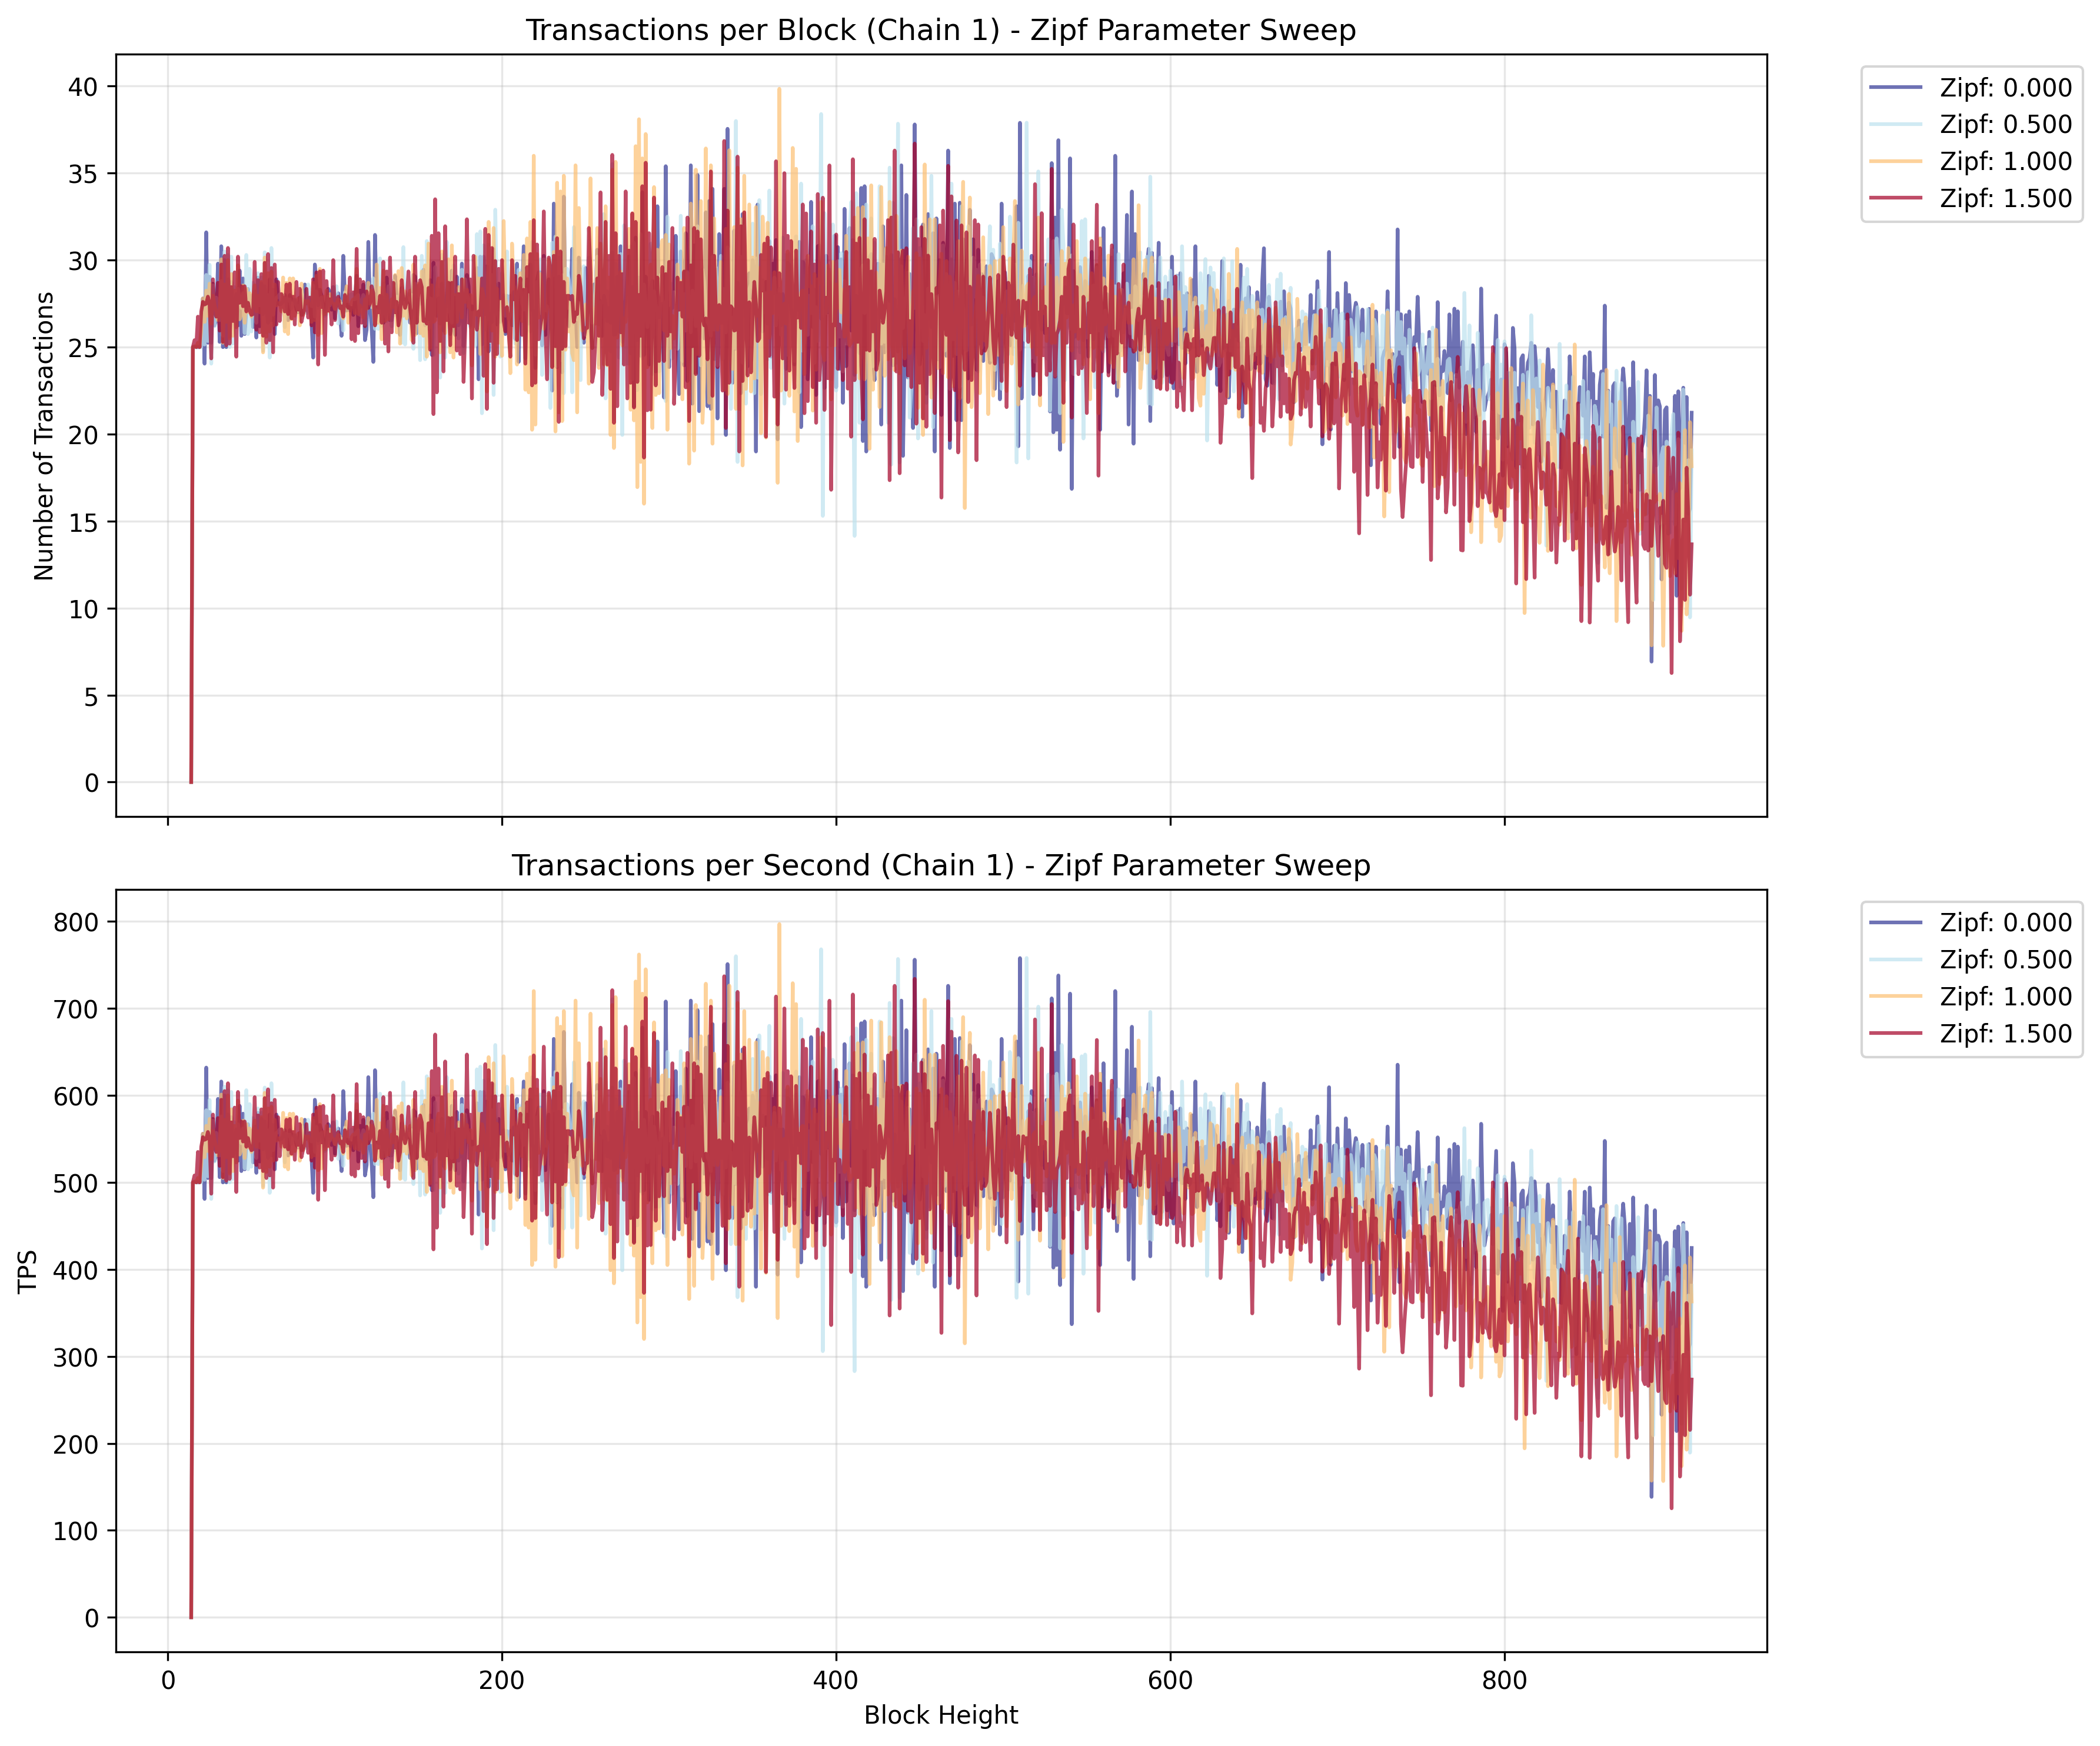 Transactions per Block (Chain 1) - Zipf Parameter Sweep
40
35
30
25
20
15
10
5
0
Number of Transactions
Zipf: 0.000
Zipf: 0.500
Zipf: 1.000
Zipf: 1.500
Transactions per Second (Chain 1) - Zipf Parameter Sweep
800
700
600
500
400
300
200
100
0
TPS
Zipf: 0.000
Zipf: 0.500
Zipf: 1.000
Zipf: 1.500
0 200 400 600 800
Block Height